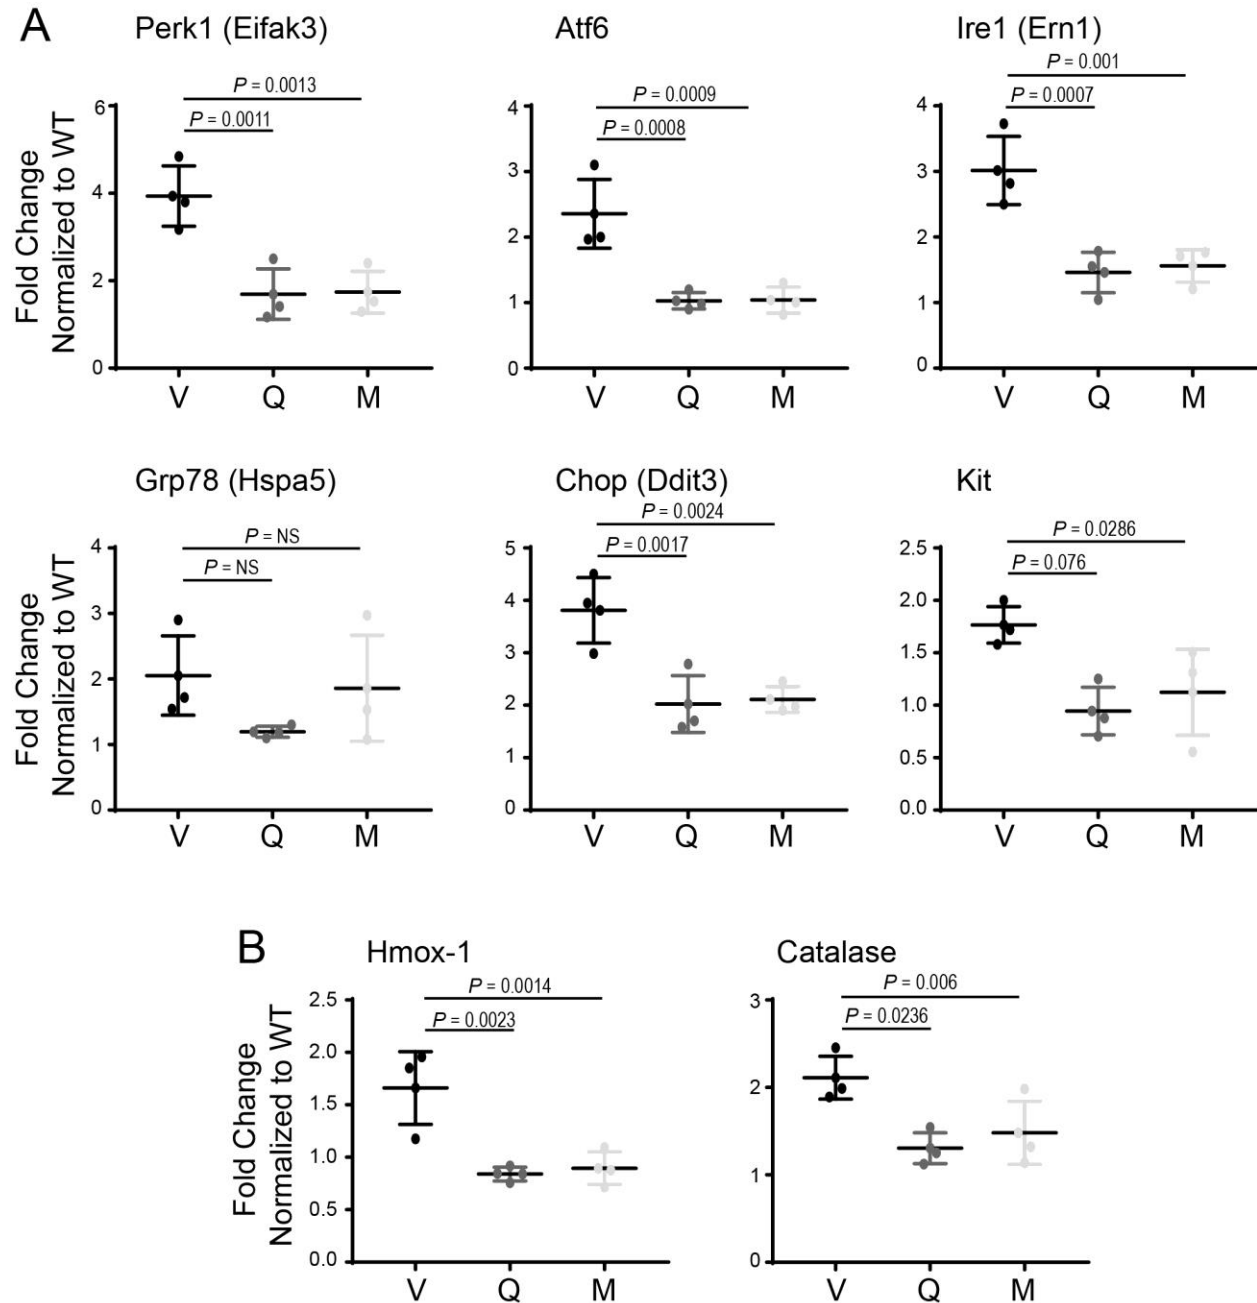 A
Perk1 (Eifak3)
Atf6
Ire1 (Ern1)
Fold Change
Normalized to WT
P = 0.0013
P = 0.0011
6
4
2
0
V Q M
P = 0.0009
P = 0.0008
4
3
2
1
0
V Q M
P = 0.001
P = 0.0007
4
3
2
1
0
V Q M
Grp78 (Hspa5)
Chop (Ddit3)
Kit
Fold Change
Normalized to WT
P = NS
P = NS
4
3
2
1
0
V Q M
P = 0.0024
P = 0.0017
5
4
3
2
1
0
V Q M
P = 0.0286
P = 0.076
2.5
2.0
1.5
1.0
0.5
0.0
V Q M
B
Hmox-1
Catalase
Fold Change
Normalized to WT
P = 0.0014
P = 0.0023
2.5
2.0
1.5
1.0
0.5
0.0
V Q M
P = 0.006
P = 0.0236
3
2
1
0
V Q M